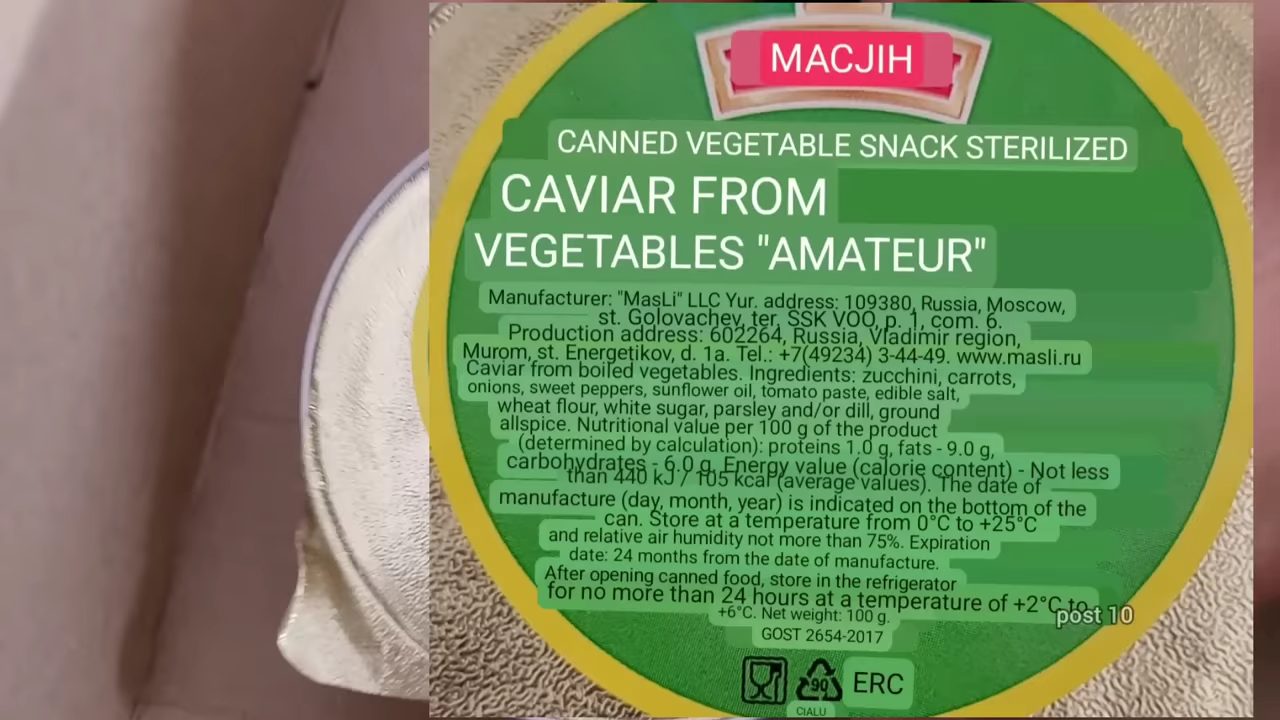 MACJIH
CANNED VEGETABLE SNACK STERILIZED
CAVIAR FROM
VEGETABLES "AMATEUR"
Manufacturer: "MasLi" LLC Yur. address: 109380, Russia, Moscow,
st. Golovachev, ter. SSK VOO, p. 1, com. 6.
Production address: 602264, Russia, Vladimir region,
Murom, st. Energetikov, d. 1a. Tel.: +7(49234) 3-44-49. www.masli.ru
Caviar from boiled vegetables. Ingredients: zucchini, carrots,
onions, sweet peppers, sunflower oil, tomato paste, edible salt,
wheat flour, white sugar, parsley and/or dill, ground
allspice. Nutritional value per 100 g of the product
(determined by calculation): proteins 1.0 g, fats - 9.0 g,
carbohydrates - 6.0 g. Energy value (calorie content) - Not less
than 440 kJ / 105 kcal (average values). The date of
manufacture (day, month, year) is indicated on the bottom of the
can. Store at a temperature from 0°C to +25°C
and relative air humidity not more than 75%. Expiration
date: 24 months from the date of manufacture.
After opening canned food, store in the refrigerator
for no more than 24 hours at a temperature of +2°C to
post 10
+6°C. Net weight: 100 g.
GOST 2654-2017
90
ERC
CIALU